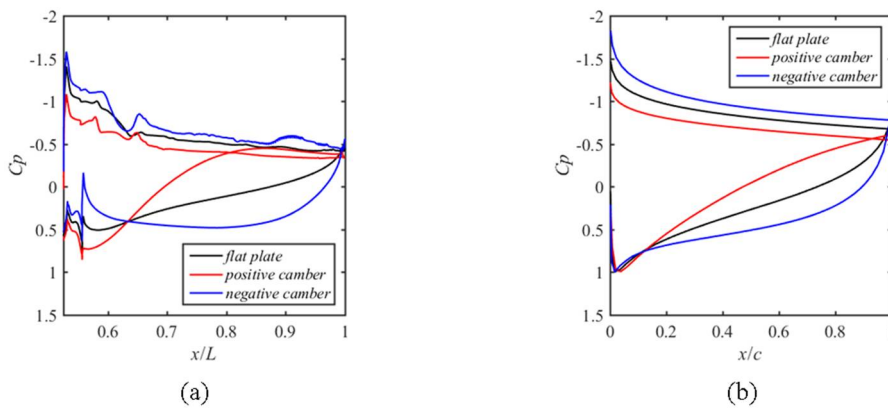 -2
-1.5
-1
-0.5
0
0.5
1
1.5
Cp
0.6
0.7
0.8
0.9
1
x/L
flat plate
positive camber
negative camber
(a)
-2
-1.5
-1
-0.5
0
0.5
1
1.5
Cp
flat plate
positive camber
negative camber
0
0.2
0.4
0.6
0.8
x/c
(b)